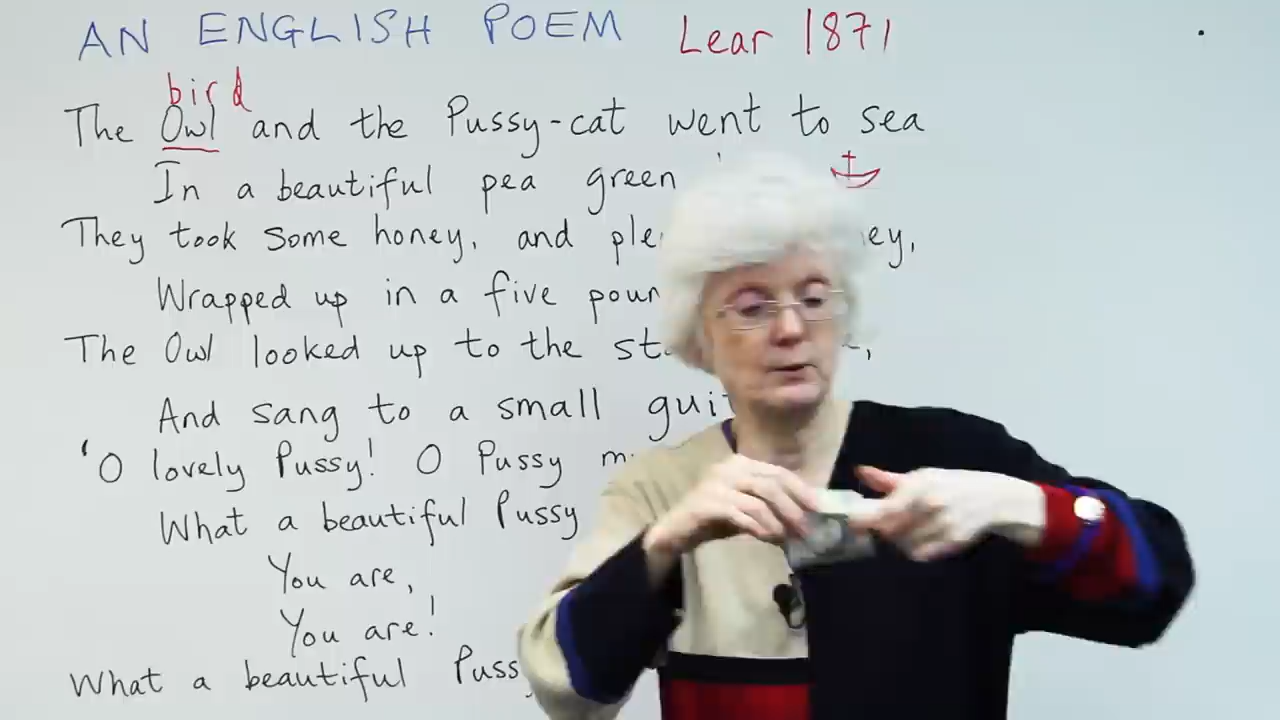 AN ENGLISH POEM Lear 1871
bird
The Owl and the Pussy-cat went to sea
In a beautiful pea green
They took some honey, and
Wrapped up in a five
The Owl looked up to the
And sang to a small
'O lovely Pussy! O Pussy
What a beautiful Pussy
You are,
You are!
What a beautiful